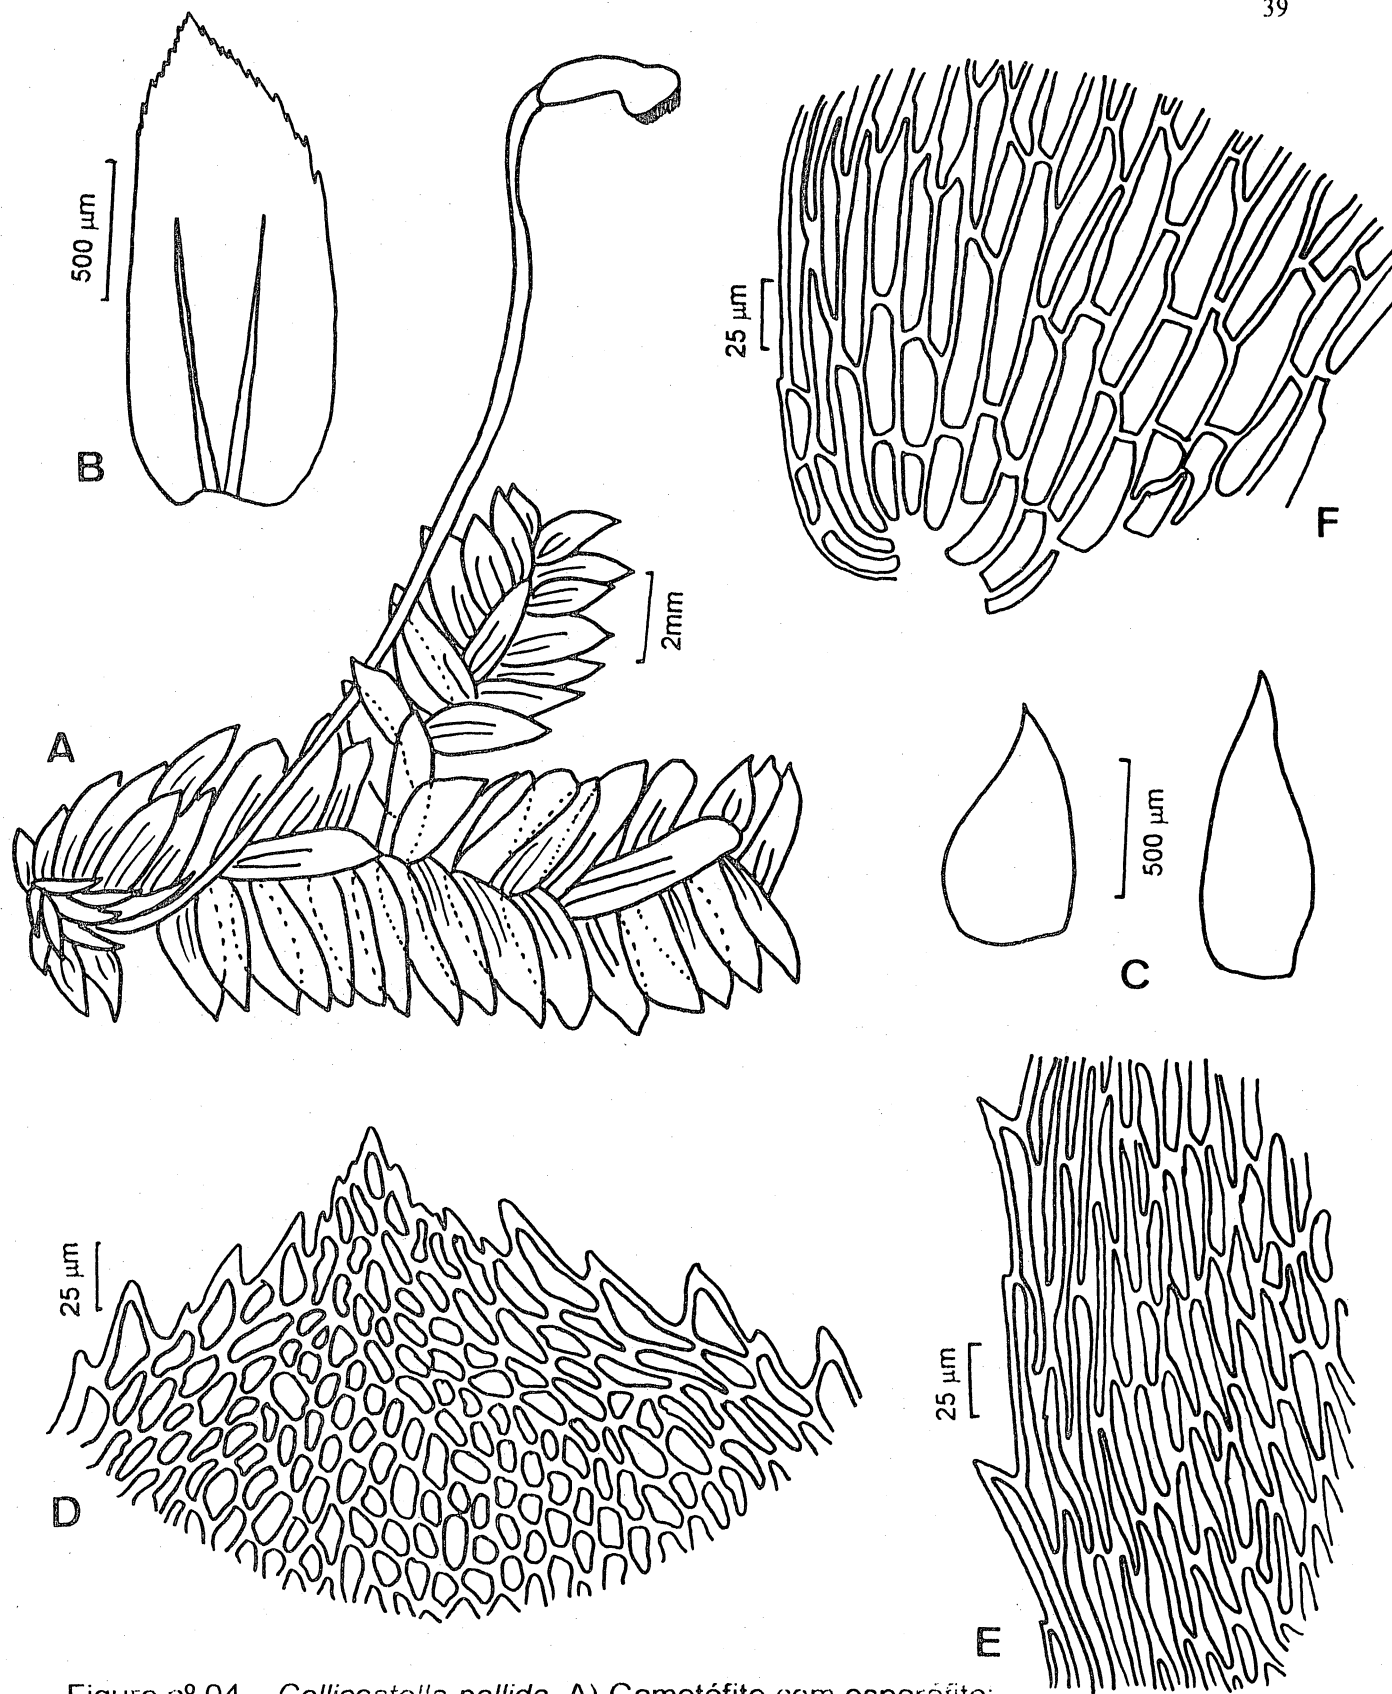 39
500 µm
B
25 µm
F
2mm
A
500 µm
C
25 µm
D
25 µm
E
Figura nº 04 - Callicostella pallida. A) Gametófito com esporófito;